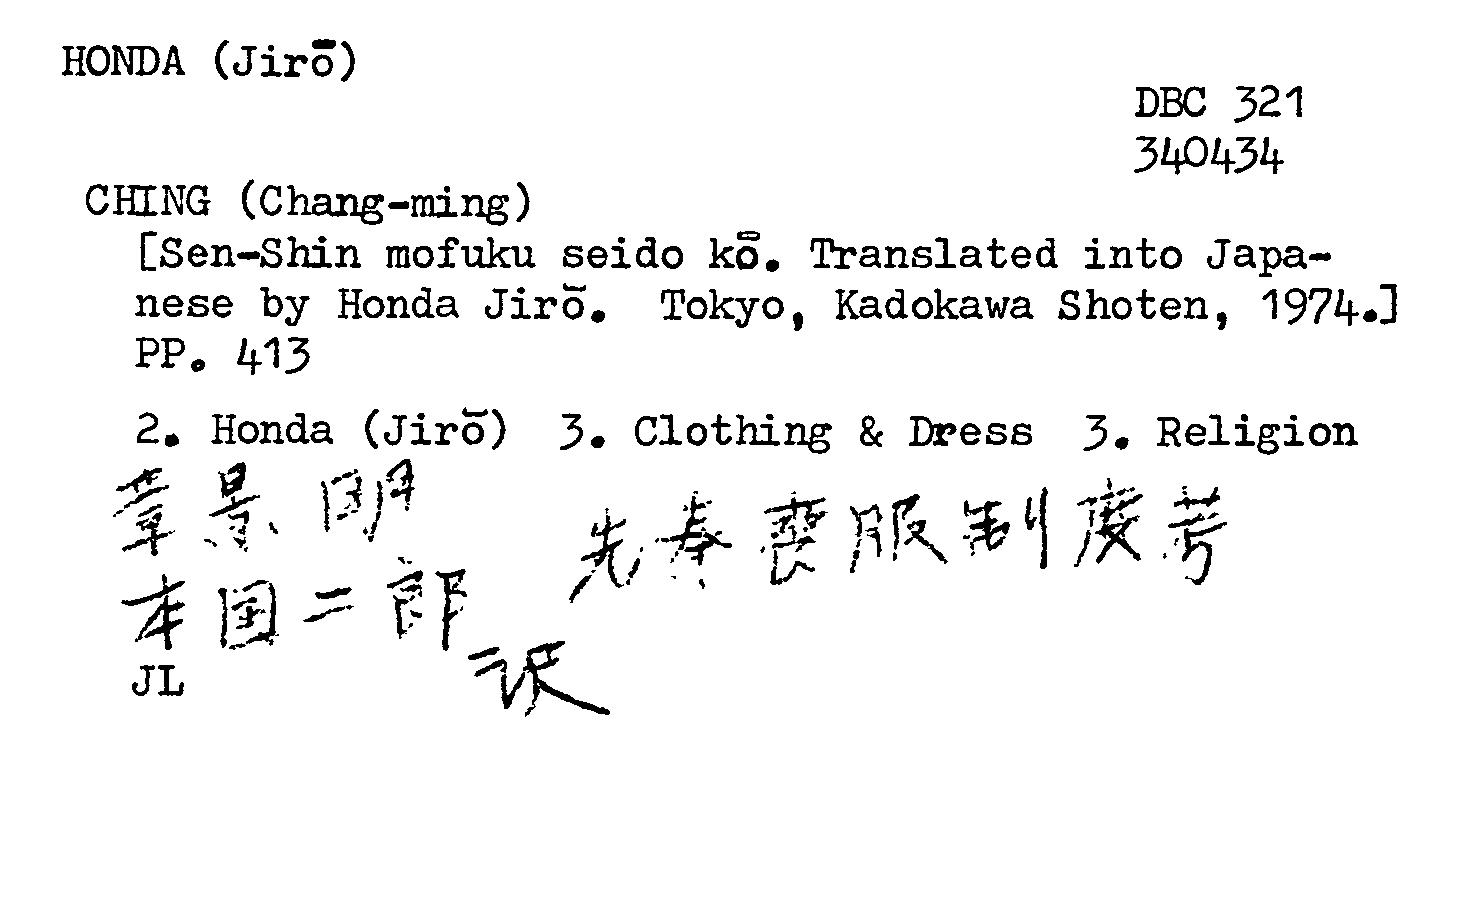 HONDA (Jirō)
DBC 321
340434
CHING (Chang-ming)
[Sen-Shin mofuku seido kō. Translated into Japa-
nese by Honda Jirō. Tokyo, Kadokawa Shoten, 1974.]
PP. 413
2. Honda (Jirō) 3. Clothing & Dress 3. Religion
章景明
先秦喪服制度考
本田二郎
訳
JL